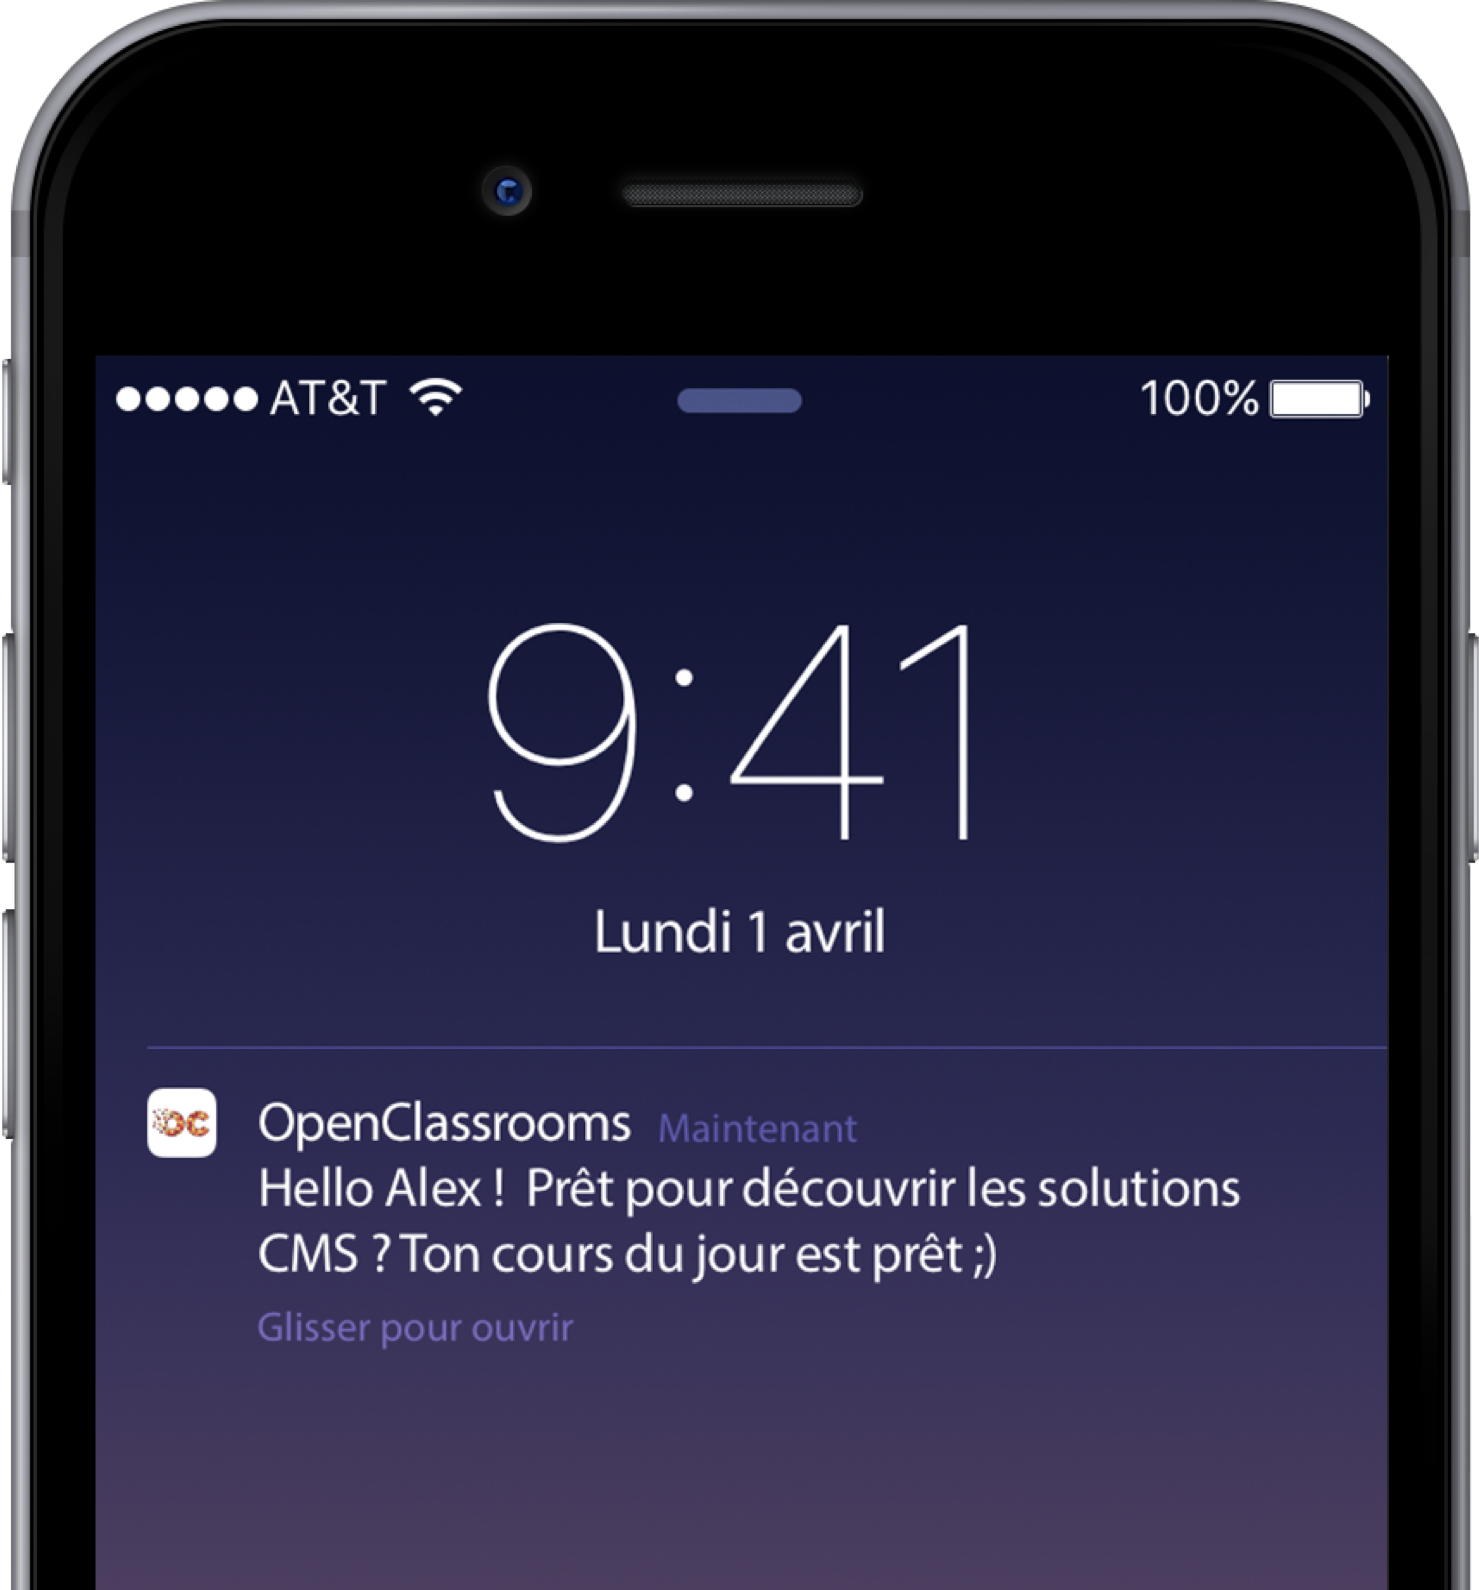 AT&T 100%
9:41
Lundi 1 avril
OC
OpenClassrooms Maintenant
Hello Alex ! Prêt pour découvrir les solutions
CMS ? Ton cours du jour est prêt ;)
Glisser pour ouvrir